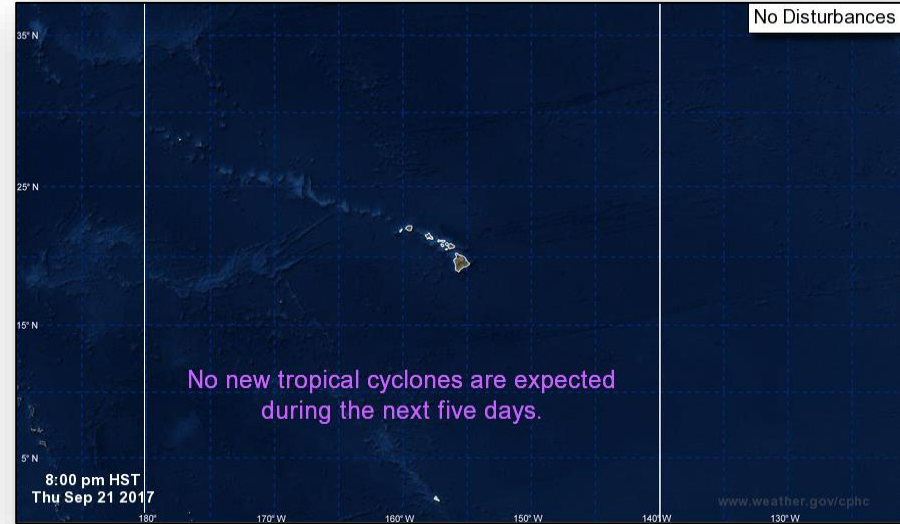 No Disturbances
35° N
25° N
15° N
No new tropical cyclones are expected
during the next five days.
5° N
8:00 pm HST
Thu Sep 21 2017
www.weather.gov/cphc
180°
170°W
160°W
150°W
140°W
130°W